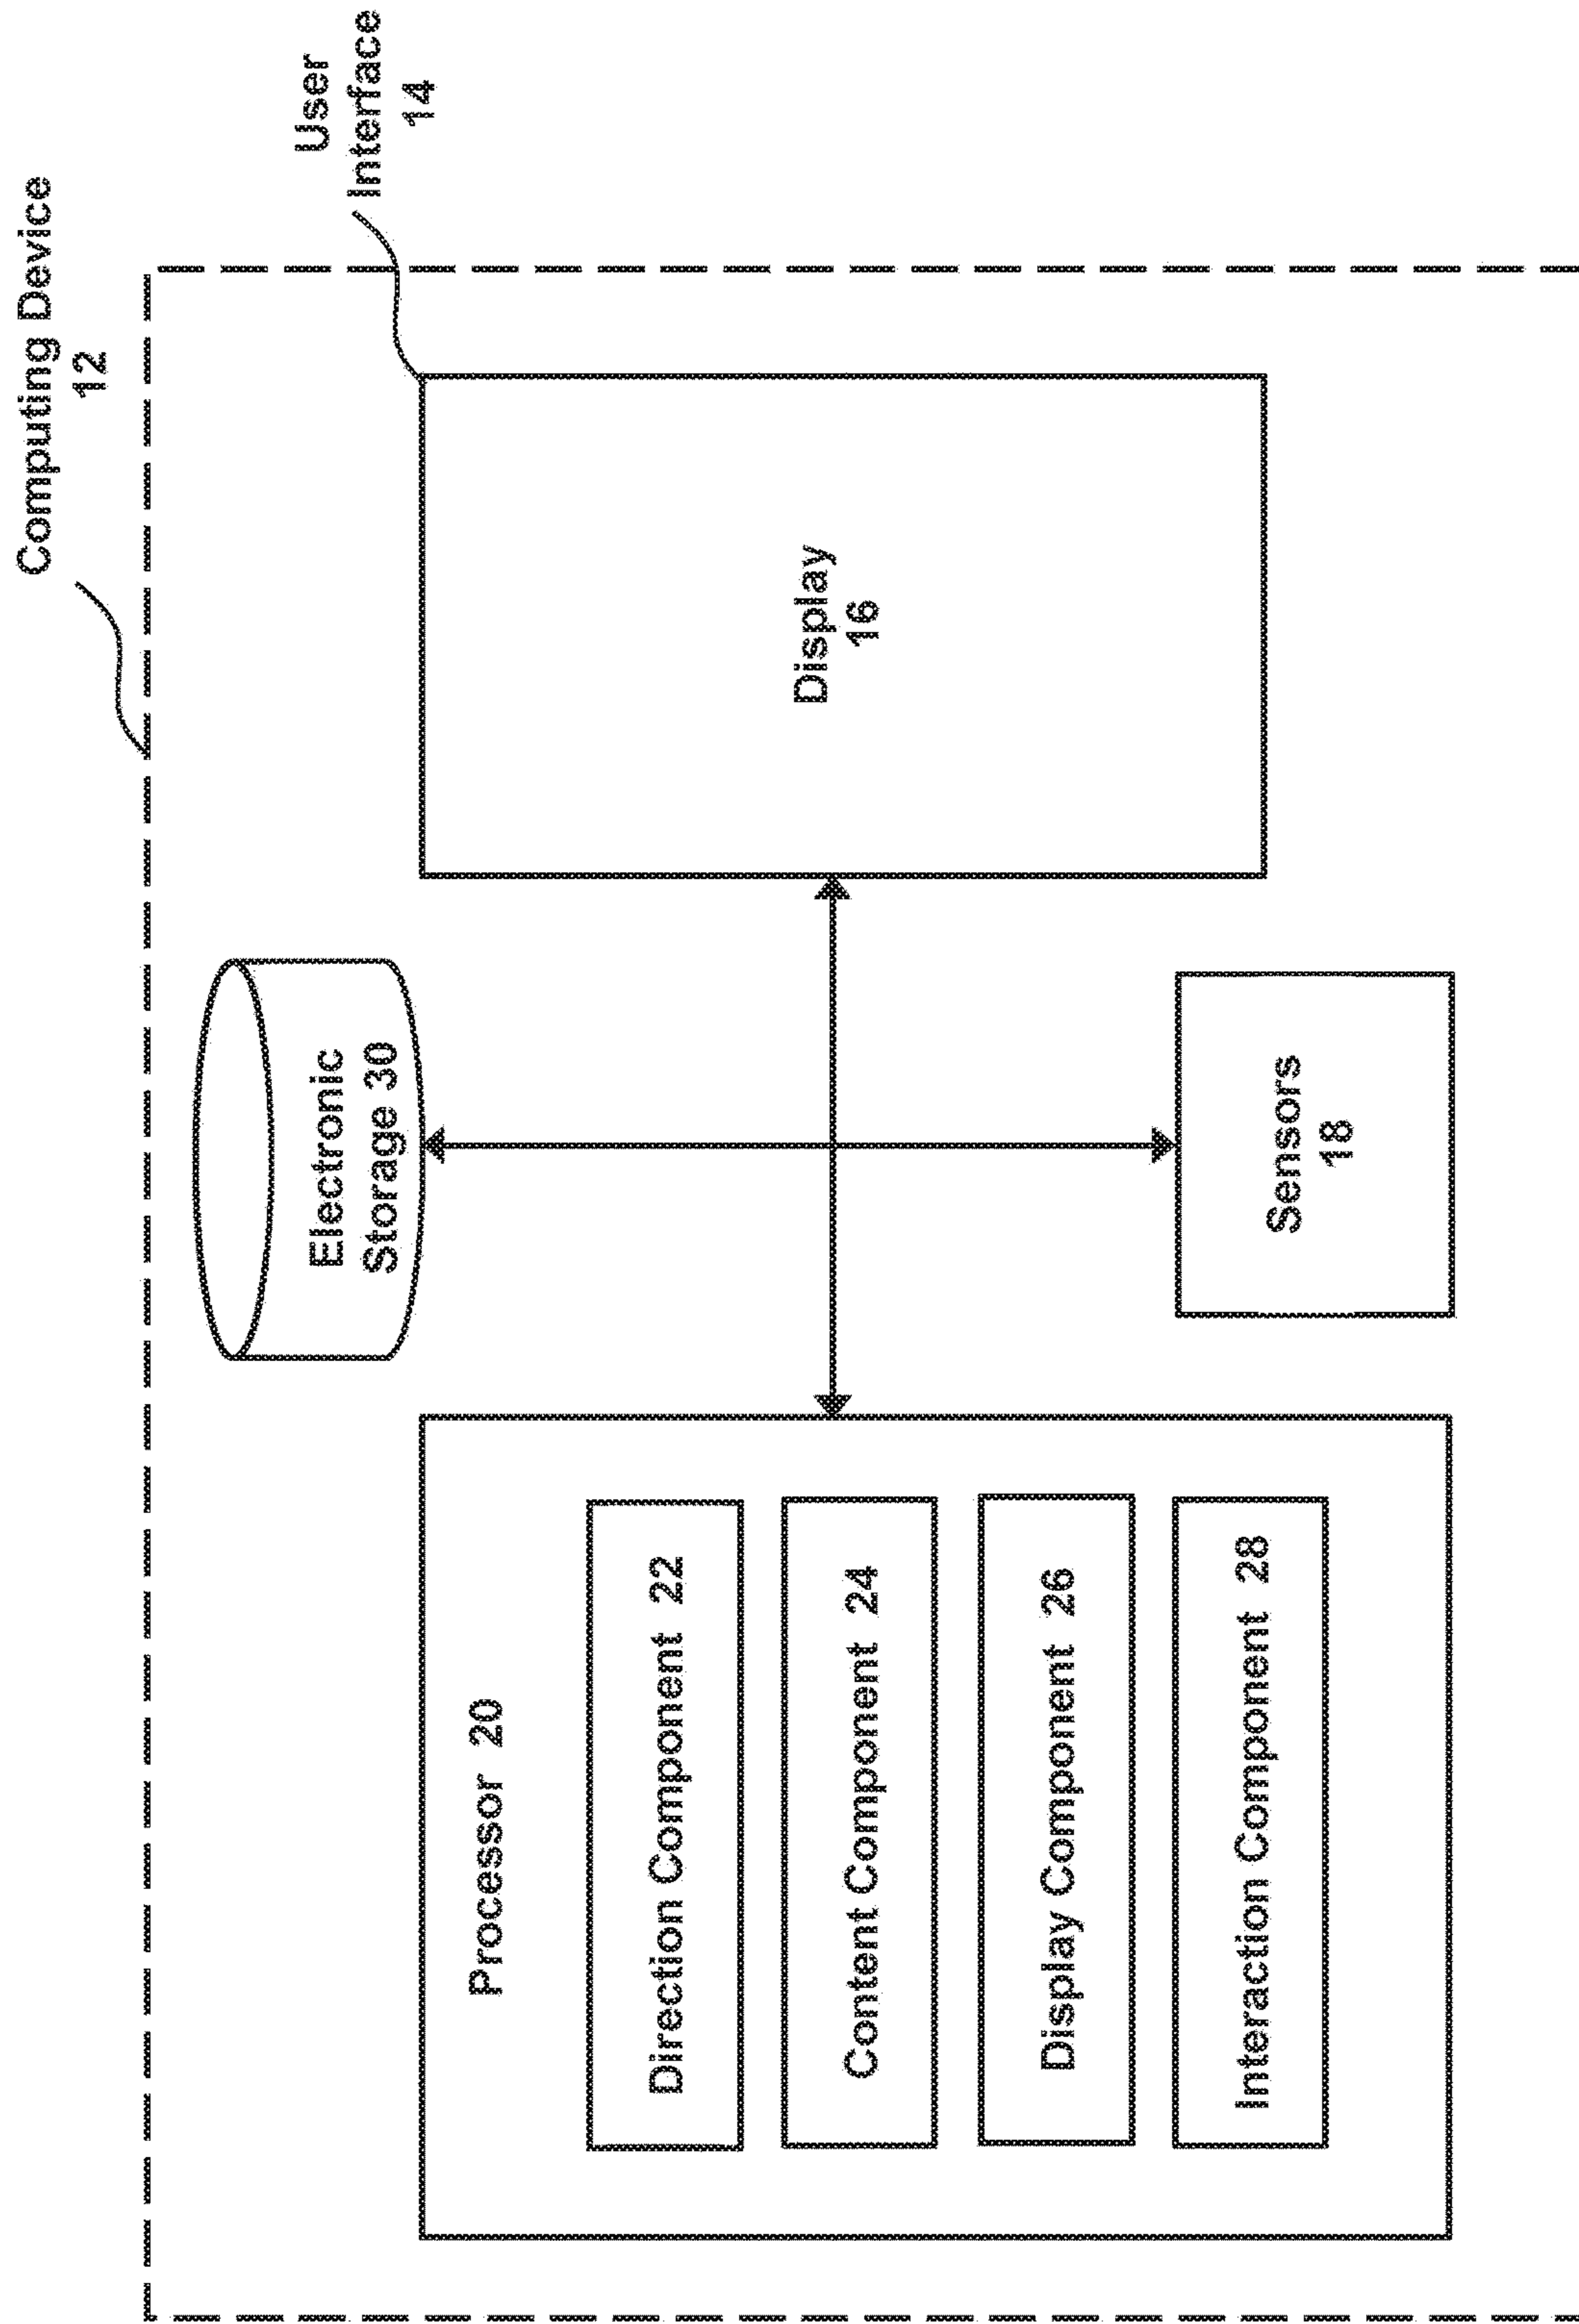 Computing Device
12
User
Interface
14
Electronic
Storage 30
Processor 20
Direction Component 22
Content Component 24
Display Component 26
Interaction Component 28
Display
16
Sensors
18